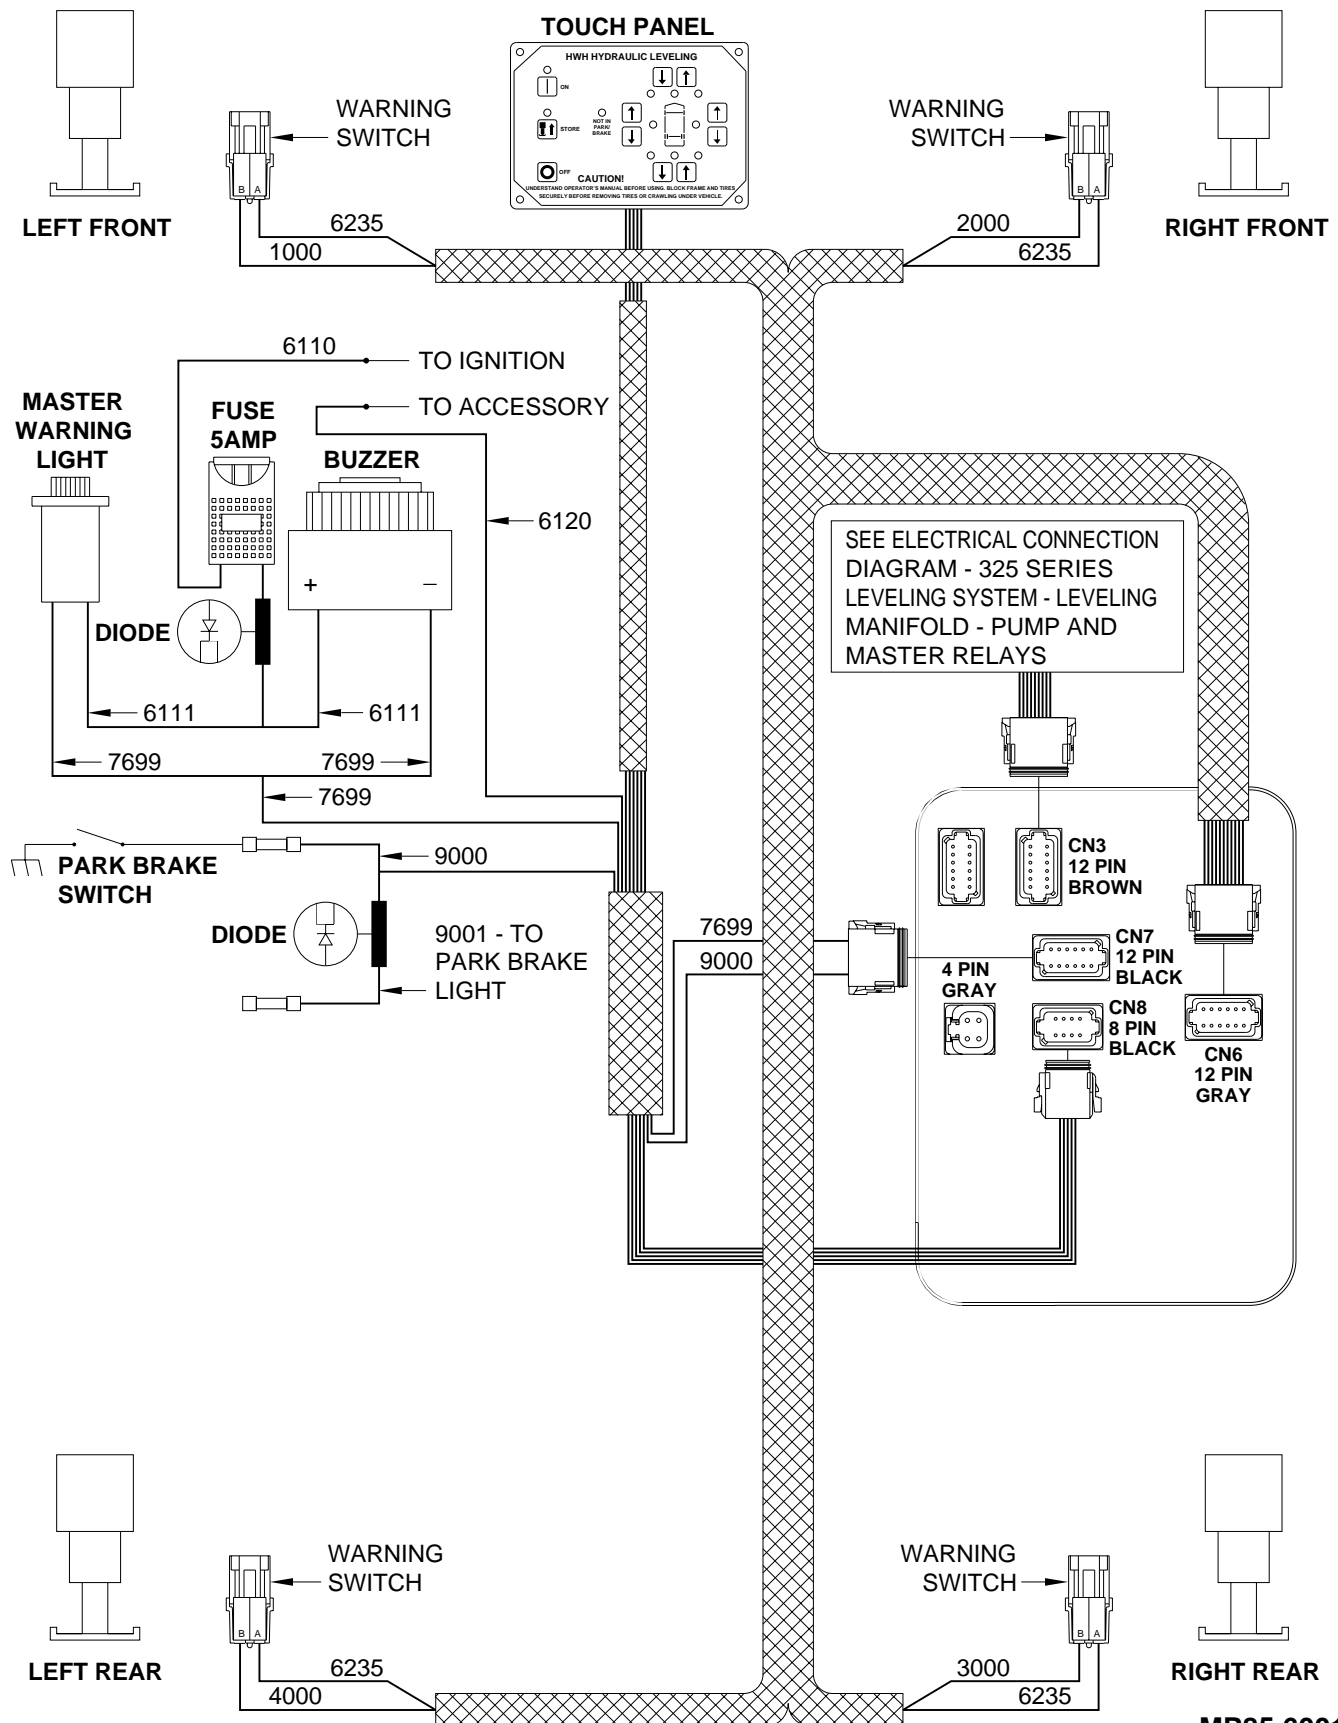 TOUCH PANEL
HWH HYDRAULIC LEVELING
ON
STORE
NOT IN
PARK/
BRAKE
OFF
CAUTION!
UNDERSTAND OPERATOR'S MANUAL BEFORE USING. BLOCK FRAME AND TIRES
SECURELY BEFORE REMOVING TIRES OR CRAWLING UNDER VEHICLE.
WARNING
SWITCH
B A
LEFT FRONT
6235
1000
WARNING
SWITCH
B A
RIGHT FRONT
2000
6235
6110
TO IGNITION
TO ACCESSORY
MASTER
WARNING
LIGHT
FUSE
5AMP
BUZZER
+ −
6120
DIODE
6111
6111
7699
7699
7699
SEE ELECTRICAL CONNECTION
DIAGRAM - 325 SERIES
LEVELING SYSTEM - LEVELING
MANIFOLD - PUMP AND
MASTER RELAYS
PARK BRAKE
SWITCH
9000
DIODE
9001 - TO
PARK BRAKE
LIGHT
7699
9000
CN3
12 PIN
BROWN
CN7
12 PIN
BLACK
4 PIN
GRAY
CN8
8 PIN
BLACK
CN6
12 PIN
GRAY
WARNING
SWITCH
B A
LEFT REAR
6235
4000
WARNING
SWITCH
B A
RIGHT REAR
3000
6235